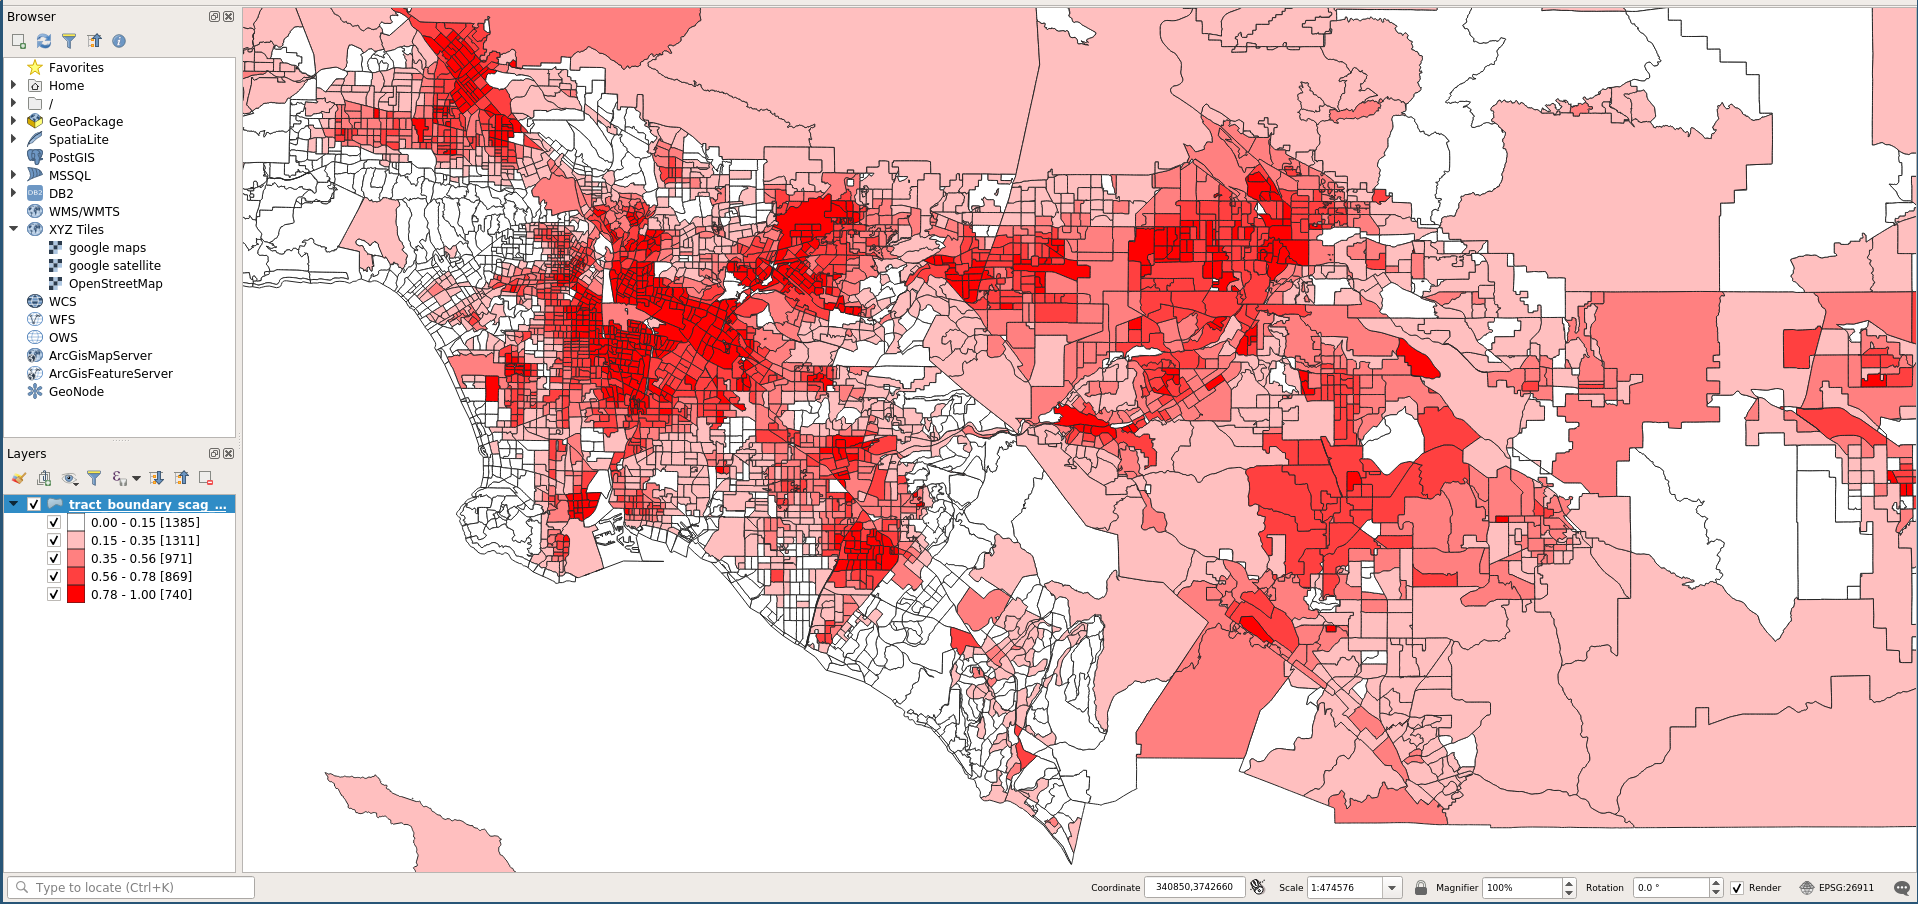 Browser
Favorites
Home
/
GeoPackage
SpatiaLite
PostGIS
MSSQL
DB2
WMS/WMTS
XYZ Tiles
google maps
google satellite
OpenStreetMap
WCS
WFS
OWS
ArcGisMapServer
ArcGisFeatureServer
GeoNode
Layers
tract_boundary_scag_...
0.00 - 0.15 [1385]
0.15 - 0.35 [1311]
0.35 - 0.56 [971]
0.56 - 0.78 [869]
0.78 - 1.00 [740]
Type to locate (Ctrl+K)
Coordinate 340850,3742660 Scale 1:474576 Magnifier 100% Rotation 0.0 ° Render EPSG:26911